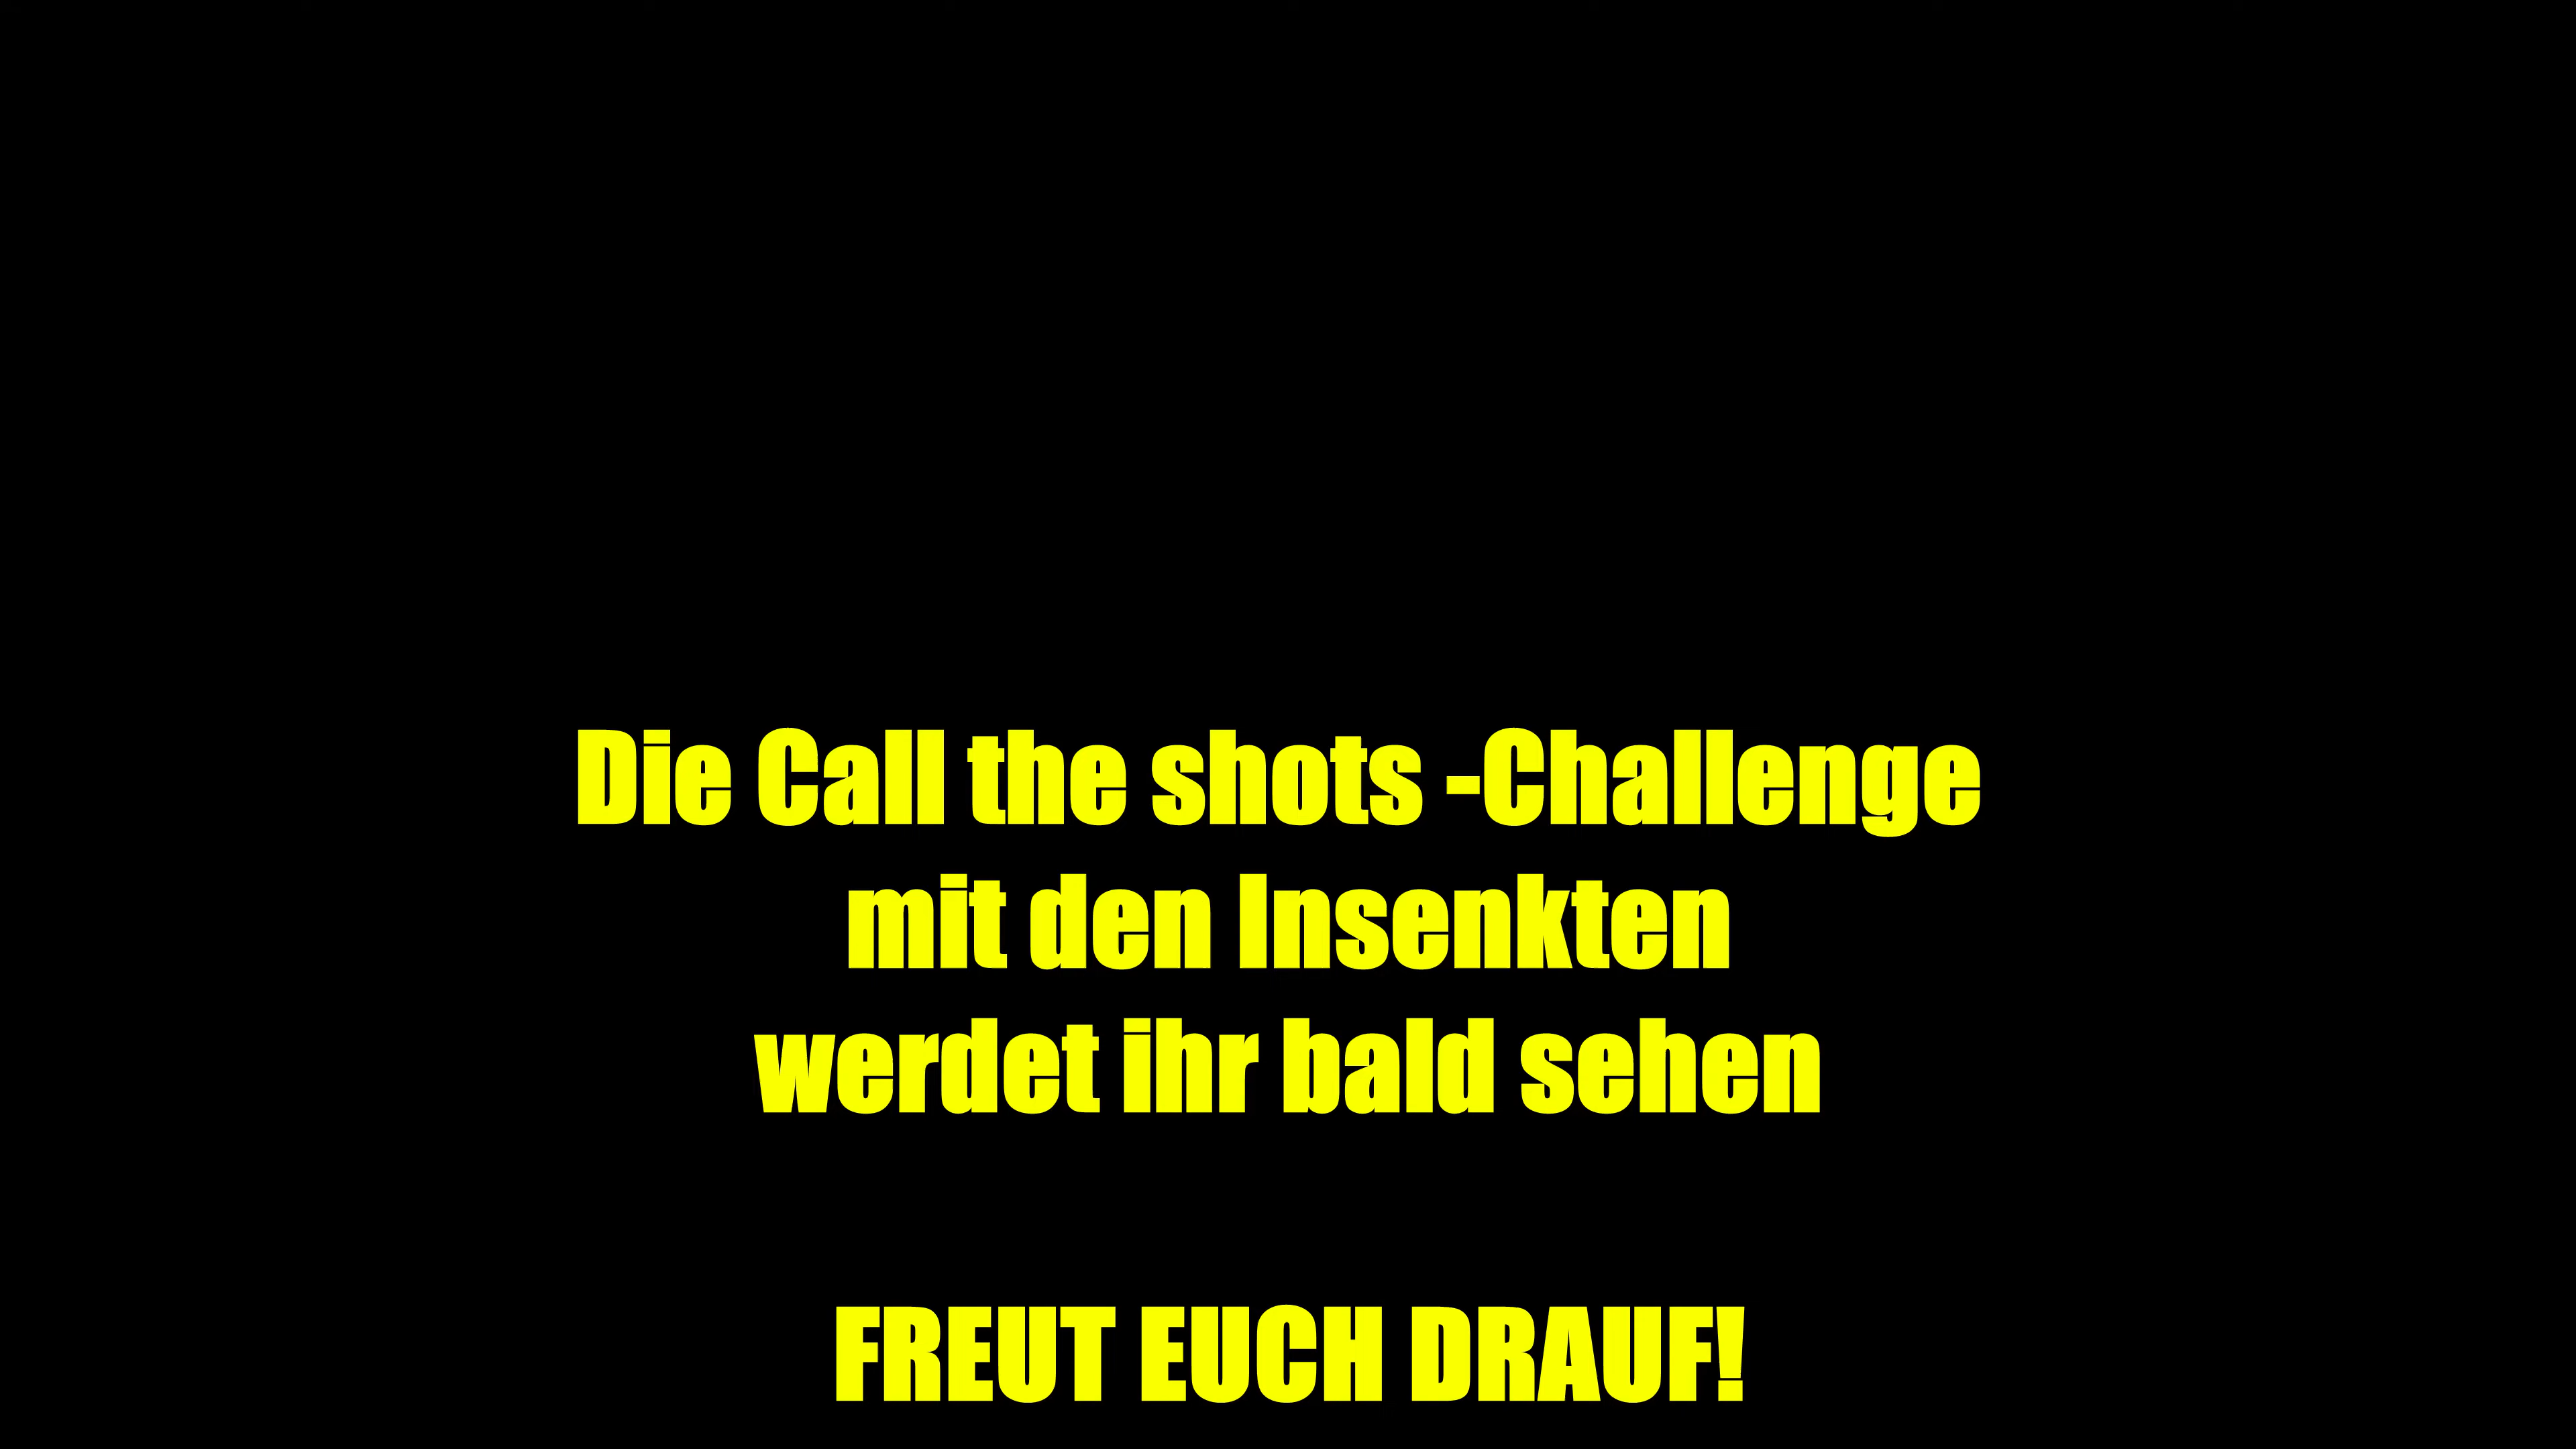 Die Call the shots -Challenge
mit den Insenkten
werdet ihr bald sehen
FREUT EUCH DRAUF!